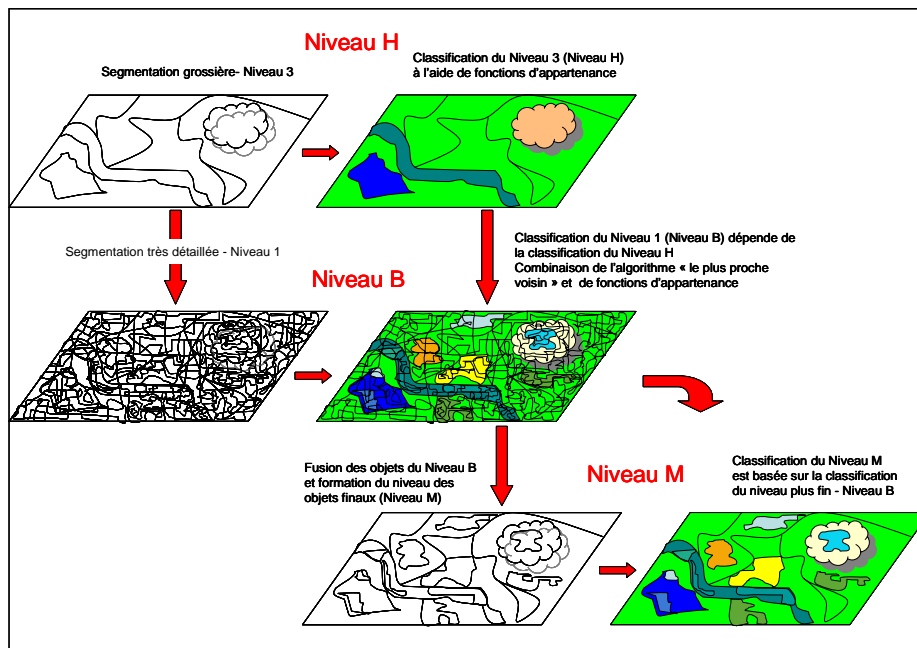 Niveau H
Segmentation grossière- Niveau 3
Classification du Niveau 3 (Niveau H)
à l'aide de fonctions d'appartenance
Segmentation très détaillée - Niveau 1
Classification du Niveau 1 (Niveau B) dépende de
la classification du Niveau H
Combinaison de l'algorithme « le plus proche
voisin » et de fonctions d'appartenance
Niveau B
Fusion des objets du Niveau B
et formation du niveau des
objets finaux (Niveau M)
Niveau M
Classification du Niveau M
est basée sur la classification
du niveau plus fin - Niveau B